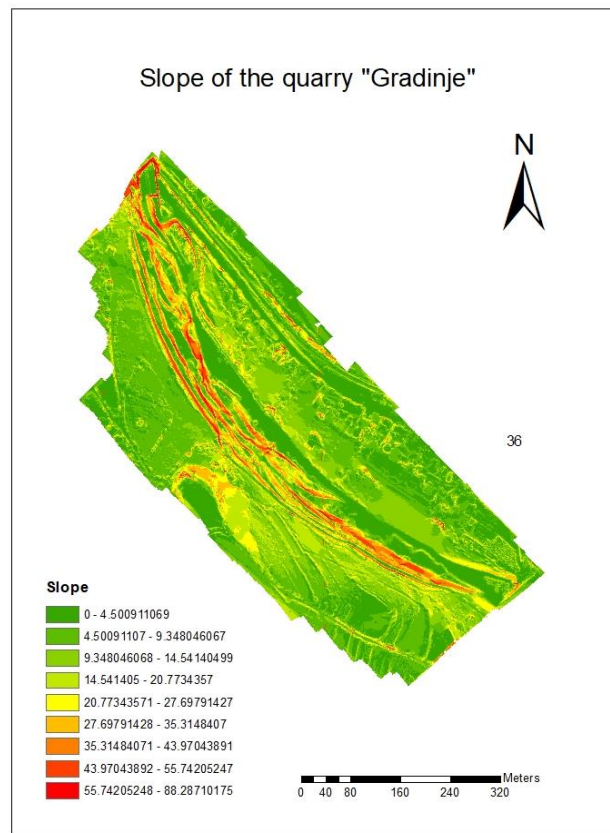 Slope of the quarry "Gradinje"
N
36
Slope
0 - 4.500911069
4.50091107 - 9.348046067
9.348046068 - 14.54140499
14.541405 - 20.7734357
20.77343571 - 27.69791427
27.69791428 - 35.3148407
35.31484071 - 43.97043891
43.97043892 - 55.74205247
55.74205248 - 88.28710175
Meters
0 40 80 160 240 320